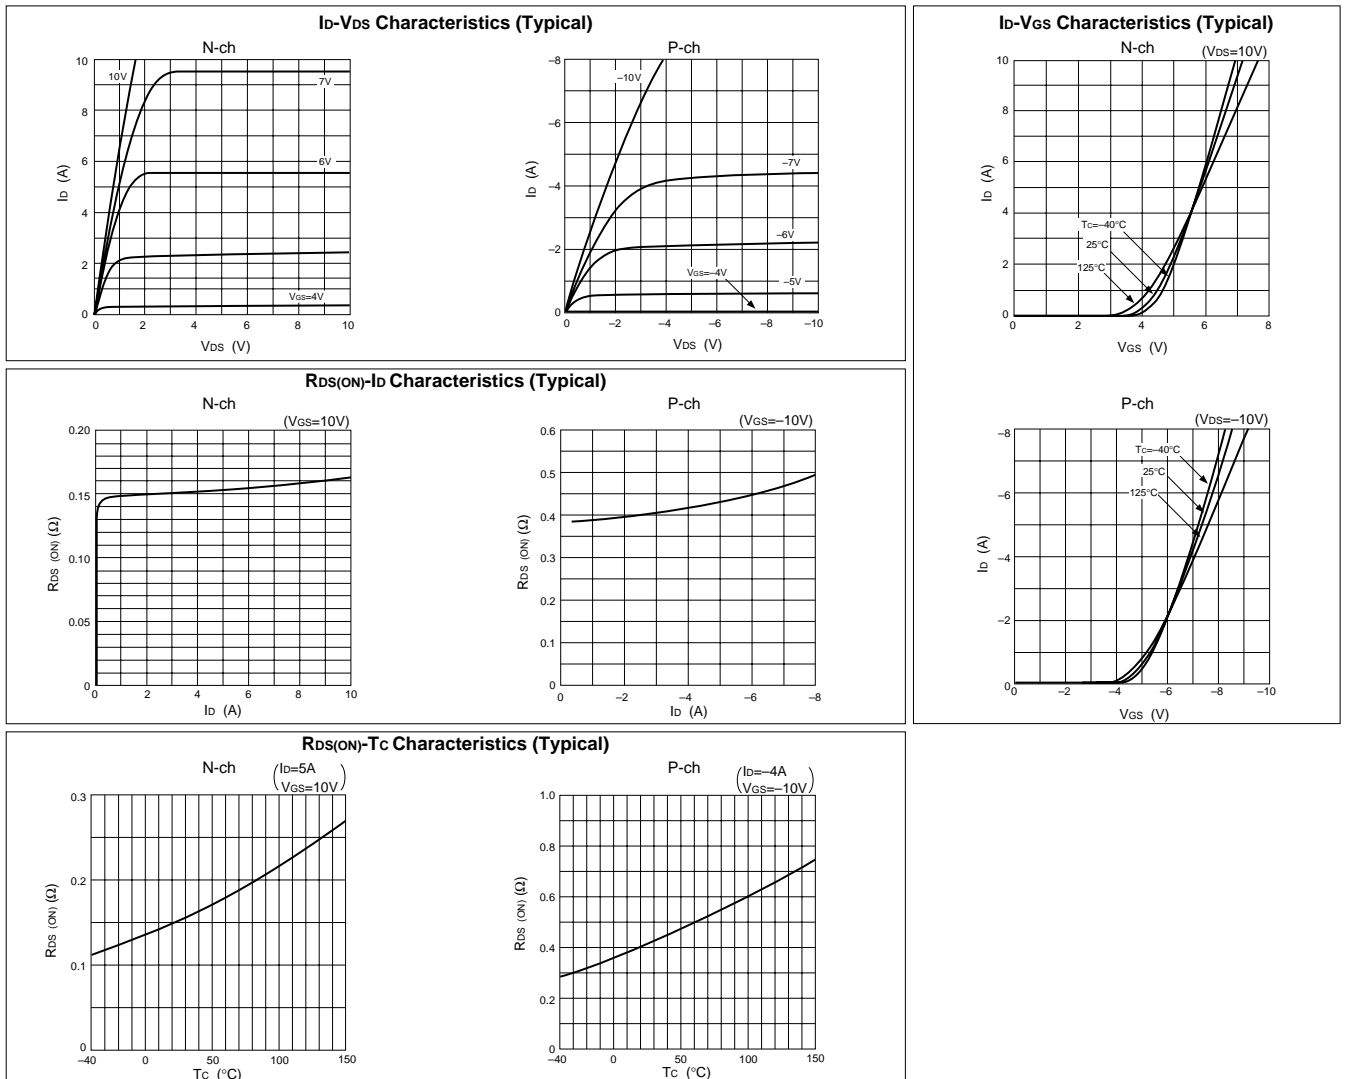 ID-VDS Characteristics (Typical)
N-ch
10
8
6
4
2
0
ID (A)
10V
7V
6V
VGS=4V
0 2 4 6 8 10
VDS (V)
P-ch
–8
–6
–4
–2
0
ID (A)
–10V
–7V
–6V
VGS=–4V
–5V
0 –2 –4 –6 –8 –10
VDS (V)
ID-VGS Characteristics (Typical)
N-ch
(VDS=10V)
10
8
6
4
2
0
ID (A)
TC=–40°C
25°C
125°C
0 2 4 6 8
VGS (V)
P-ch
(VDS=–10V)
–8
–6
–4
–2
0
ID (A)
TC=–40°C
25°C
125°C
0 –2 –4 –6 –8 –10
VGS (V)
RDS(ON)-ID Characteristics (Typical)
N-ch
(VGS=10V)
0.20
0.15
0.10
0.05
0
RDS (ON) (Ω)
0 2 4 6 8 10
ID (A)
P-ch
(VGS=–10V)
0.6
0.5
0.4
0.3
0.2
0.1
0
RDS (ON) (Ω)
0 –2 –4 –6 –8
ID (A)
RDS(ON)-TC Characteristics (Typical)
N-ch
(ID=5A
VGS=10V)
0.3
0.2
0.1
0
RDS (ON) (Ω)
–40 0 50 100 150
TC (°C)
P-ch
(ID=–4A
VGS=–10V)
1.0
0.8
0.6
0.4
0.2
0
RDS (ON) (Ω)
–40 0 50 100 150
TC (°C)